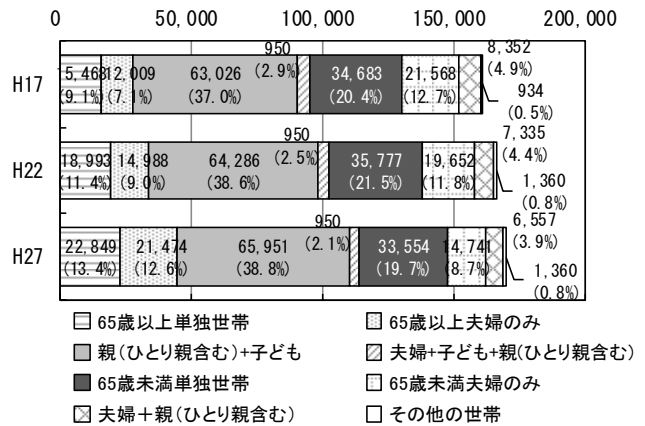 0 50,000 100,000 150,000 200,000
950 8,352
15,468 12,009 63,026 (2.9%) 34,683 21,568 (4.9%)
H17 (9.1%) (7.1%) (37.0%) (20.4%) (12.7%) 934
(0.5%)
950 7,335
18,993 14,988 64,286 (2.5%) 35,777 19,652 (4.4%)
H22 (11.4%) (9.0%) (38.6%) (21.5%) (11.8%) 1,360
(0.8%)
950 6,557
22,849 21,474 65,951 (2.1%) 33,554 14,741 (3.9%)
H27 (13.4%) (12.6%) (38.8%) (19.7%) (8.7%) 1,360
(0.8%)
65歳以上単独世帯 65歳以上夫婦のみ
親(ひとり親含む)+子ども 夫婦+子ども+親(ひとり親含む)
65歳未満単独世帯 65歳未満夫婦のみ
夫婦＋親(ひとり親含む) その他の世帯